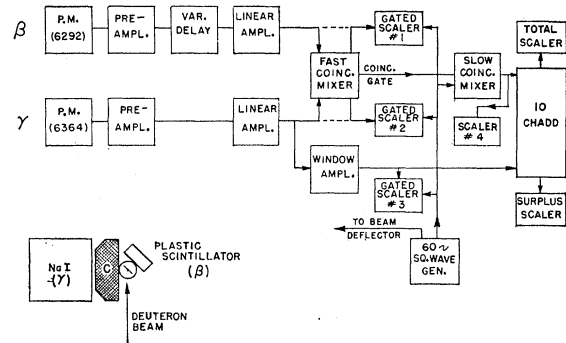 β
P.M.
(6292)
PRE-
AMPL.
VAR.
DELAY
LINEAR
AMPL.
GATED
SCALER
#1
TOTAL
SCALER
FAST
COINC.
MIXER
COINC.
GATE
SLOW
COINC.
MIXER
γ
P.M.
(6364)
PRE-
AMPL.
LINEAR
AMPL.
GATED
SCALER
#2
SCALER
#4
10
CHADD
WINDOW
AMPL.
GATED
SCALER
#3
SURPLUS
SCALER
TO BEAM
DEFLECTOR
60~
SQ.WAVE
GEN.
NaI
(γ)
C
PLASTIC
SCINTILLATOR
(β)
DEUTERON
BEAM